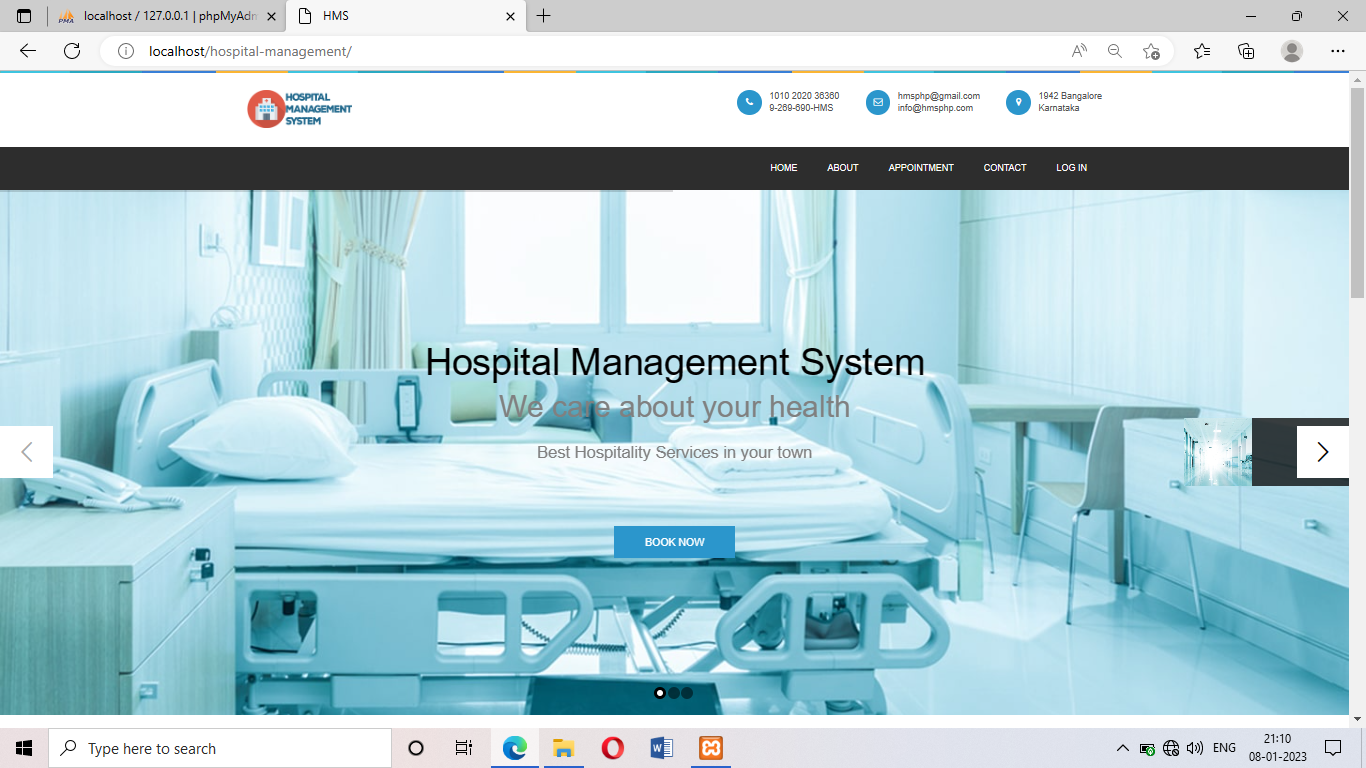 localhost / 127.0.0.1 | phpMyAdm
HMS
localhost/hospital-management/
HOSPITAL
MANAGEMENT
SYSTEM
1010 2020 36360
9-269-690-HMS
hmsphp@gmail.com
info@hmsphp.com
1942 Bangalore
Karnataka
HOME ABOUT APPOINTMENT CONTACT LOG IN
Hospital Management System
We care about your health
Best Hospitality Services in your town
BOOK NOW
Type here to search
ENG
21:10
08-01-2023